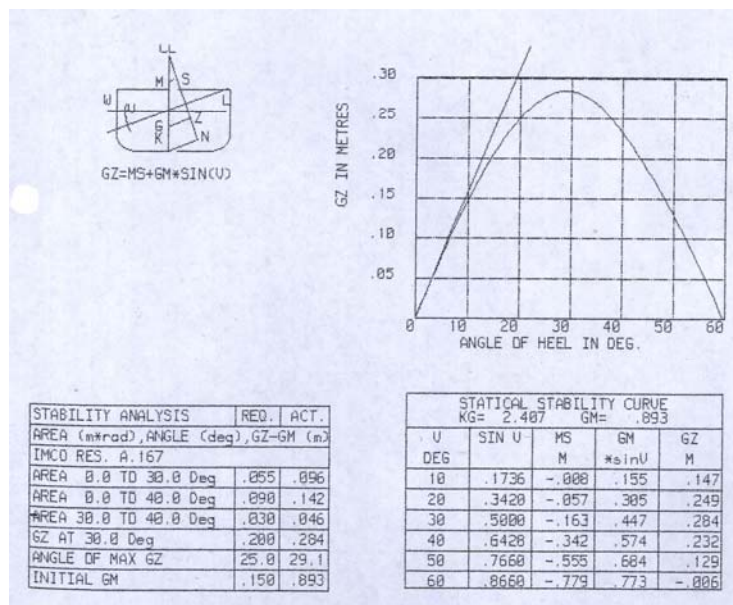 LL
M S
W L
U
G Z
K N
GZ=MS+GM*SIN(U)
GZ IN METRES
.30
.25
.20
.15
.10
.05
0 10 20 30 40 50 60
ANGLE OF HEEL IN DEG.
STABILITY ANALYSIS REQ. ACT.
AREA (m*rad),ANGLE (deg),GZ-GM (m)
IMCO RES. A.167
AREA 0.0 TO 30.0 Deg .055 .096
AREA 0.0 TO 40.0 Deg .090 .142
AREA 30.0 TO 40.0 Deg .030 .046
GZ AT 30.0 Deg .200 .284
ANGLE OF MAX GZ 25.0 29.1
INITIAL GM .150 .893
STATICAL STABILITY CURVE
KG= 2.407 GM= .893
U SIN U MS GM GZ
DEG M *sinU M
10 .1736 -.008 .155 .147
20 .3420 -.057 .305 .249
30 .5000 -.163 .447 .284
40 .6428 -.342 .574 .232
50 .7660 -.555 .684 .129
60 .8660 -.779 .773 -.006